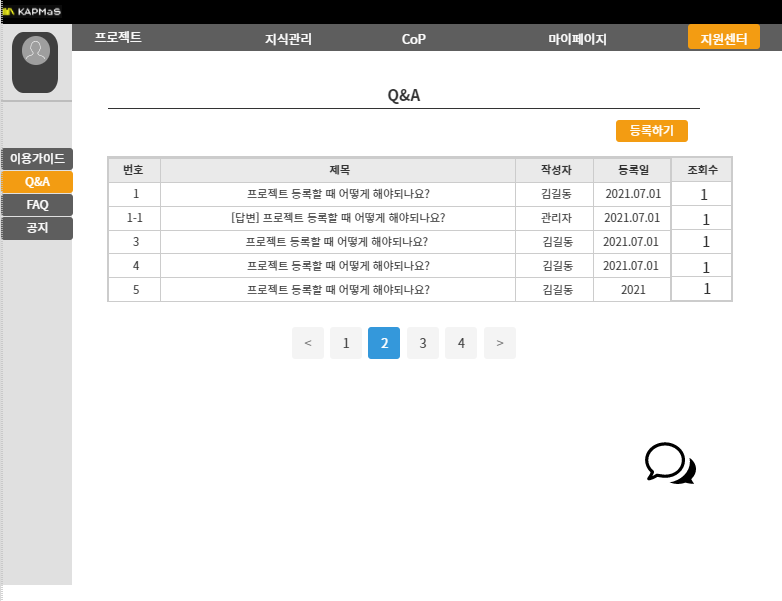 KAPMaS
프로젝트 지식관리 CoP 마이페이지 지원센터
Q&A
등록하기
이용가이드
Q&A
FAQ
공지
번호 제목 작성자 등록일 조회수
1 프로젝트 등록할 때 어떻게 해야되나요? 김길동 2021.07.01 1
1-1 [답변] 프로젝트 등록할 때 어떻게 해야되나요? 관리자 2021.07.01 1
3 프로젝트 등록할 때 어떻게 해야되나요? 김길동 2021.07.01 1
4 프로젝트 등록할 때 어떻게 해야되나요? 김길동 2021.07.01 1
5 프로젝트 등록할 때 어떻게 해야되나요? 김길동 2021 1
< 1 2 3 4 >